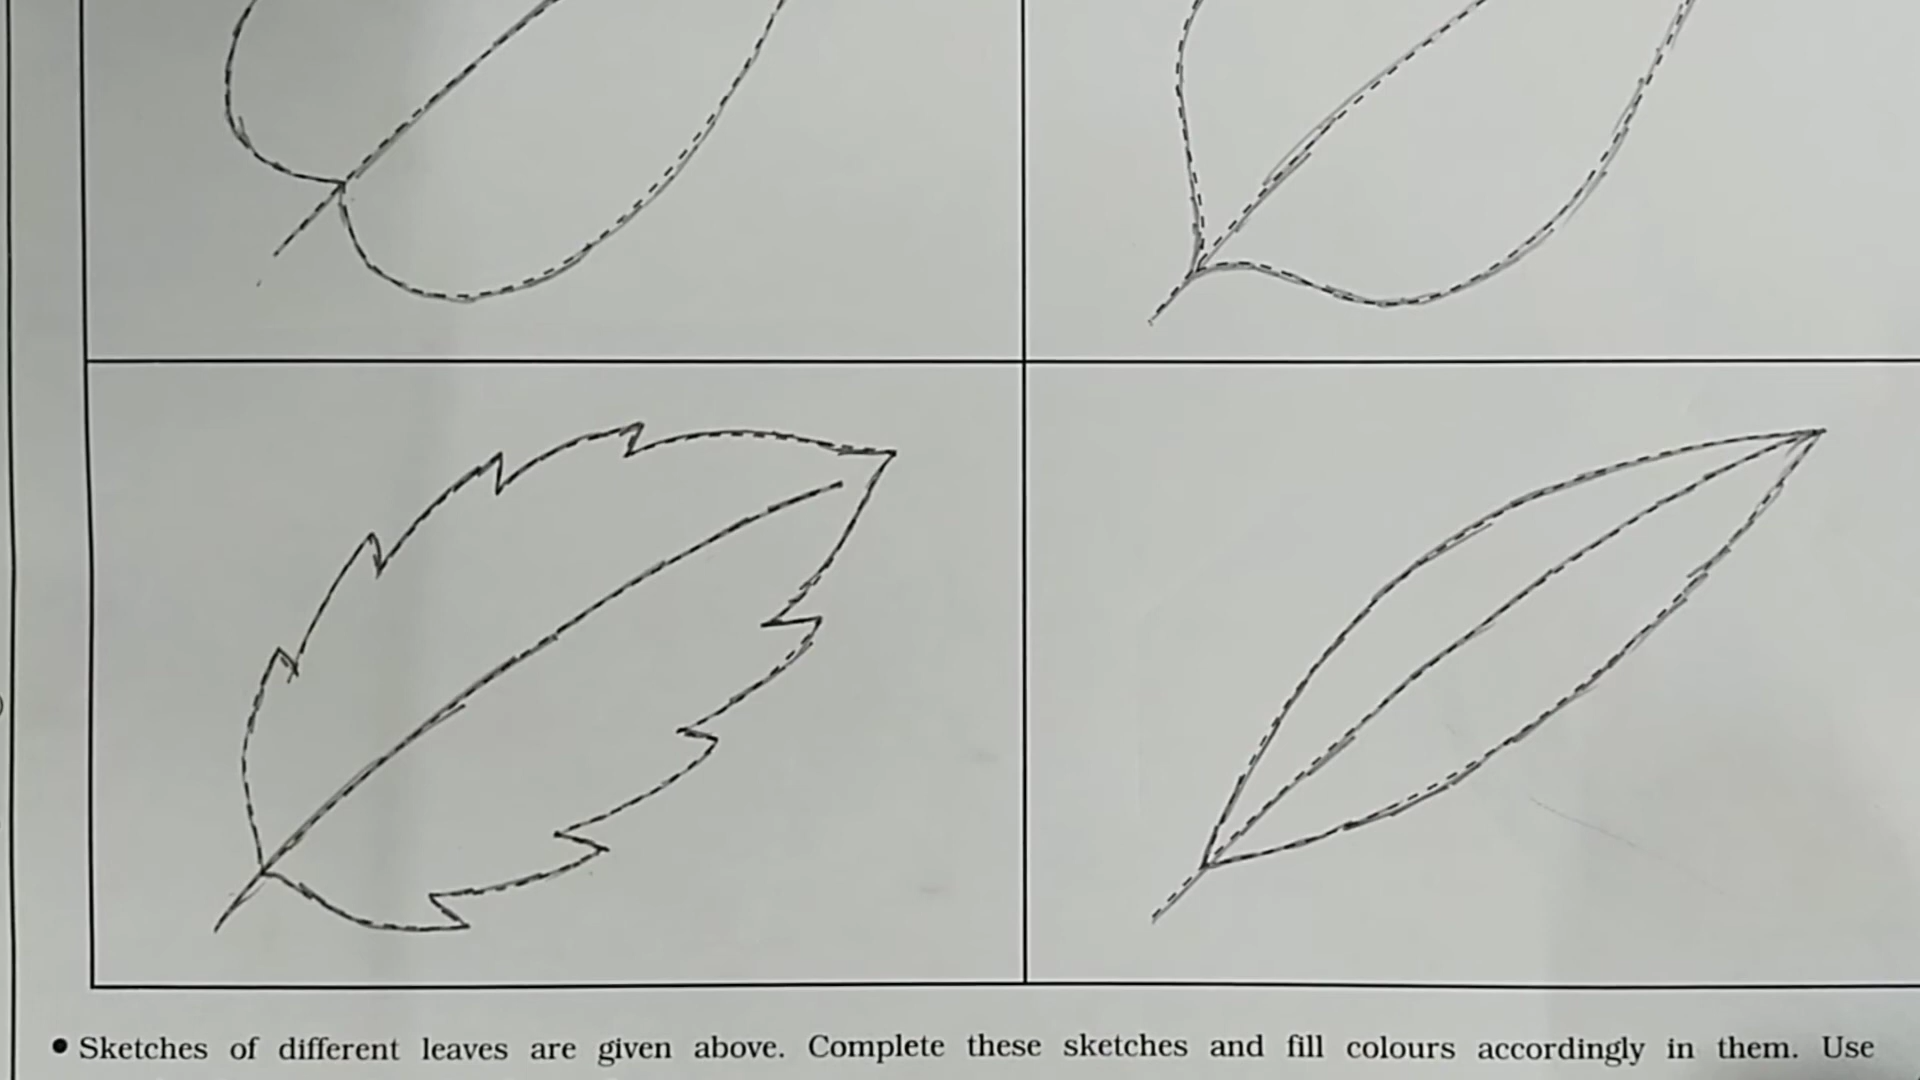 • Sketches of different leaves are given above. Complete these sketches and fill colours accordingly in them. Use